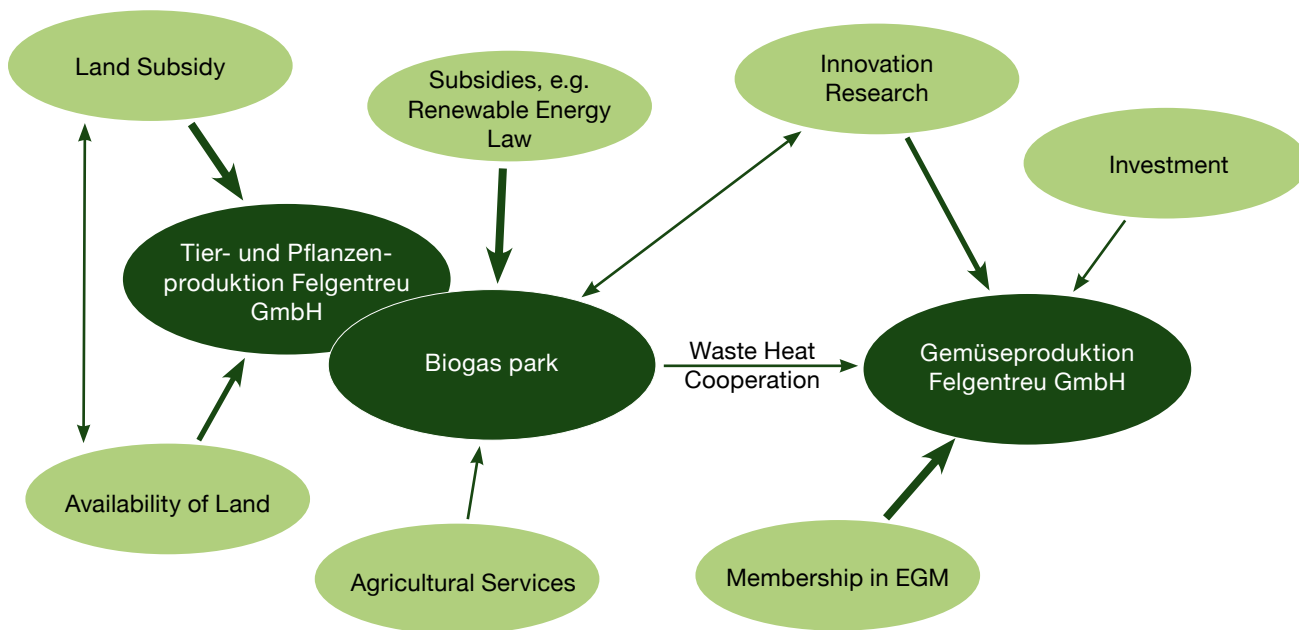 Land Subsidy
Subsidies, e.g.
Renewable Energy
Law
Innovation
Research
Investment
Tier- und Pflanzen-
produktion Felgentreu
GmbH
Biogas park
Waste Heat
Cooperation
Gemüseproduktion
Felgentreu GmbH
Availability of Land
Agricultural Services
Membership in EGM